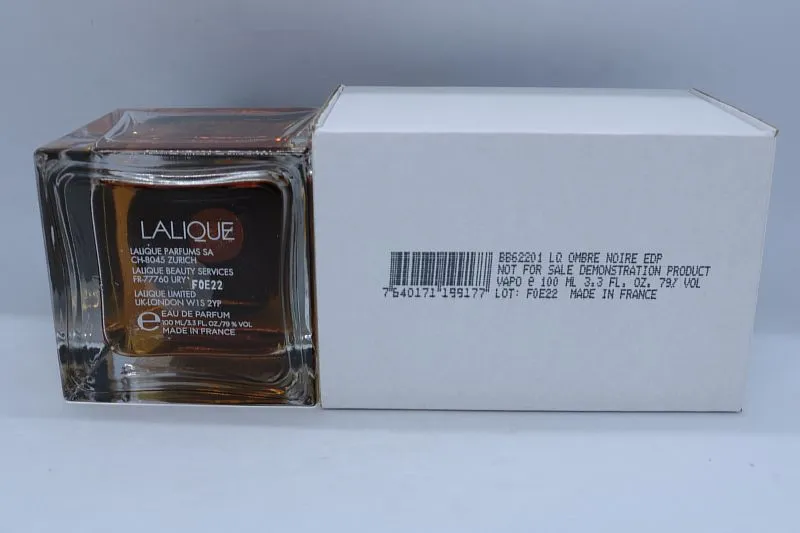 LALIQUE
LALIQUE PARFUMS SA
CH-8045 ZURICH
LALIQUE BEAUTY SERVICES
FR-77760 URY F0E22
LALIQUE LIMITED
UK-LONDON W1S 2YP
e EAU DE PARFUM
100 ML/3.3 FL. OZ./79 % VOL
MADE IN FRANCE
BB62201 LQ OMBRE NOIRE EDP
NOT FOR SALE DEMONSTRATION PRODUCT
VAPO e 100 ML 3.3 FL. OZ. 79% VOL
7640171199177 LOT: F0E22 MADE IN FRANCE